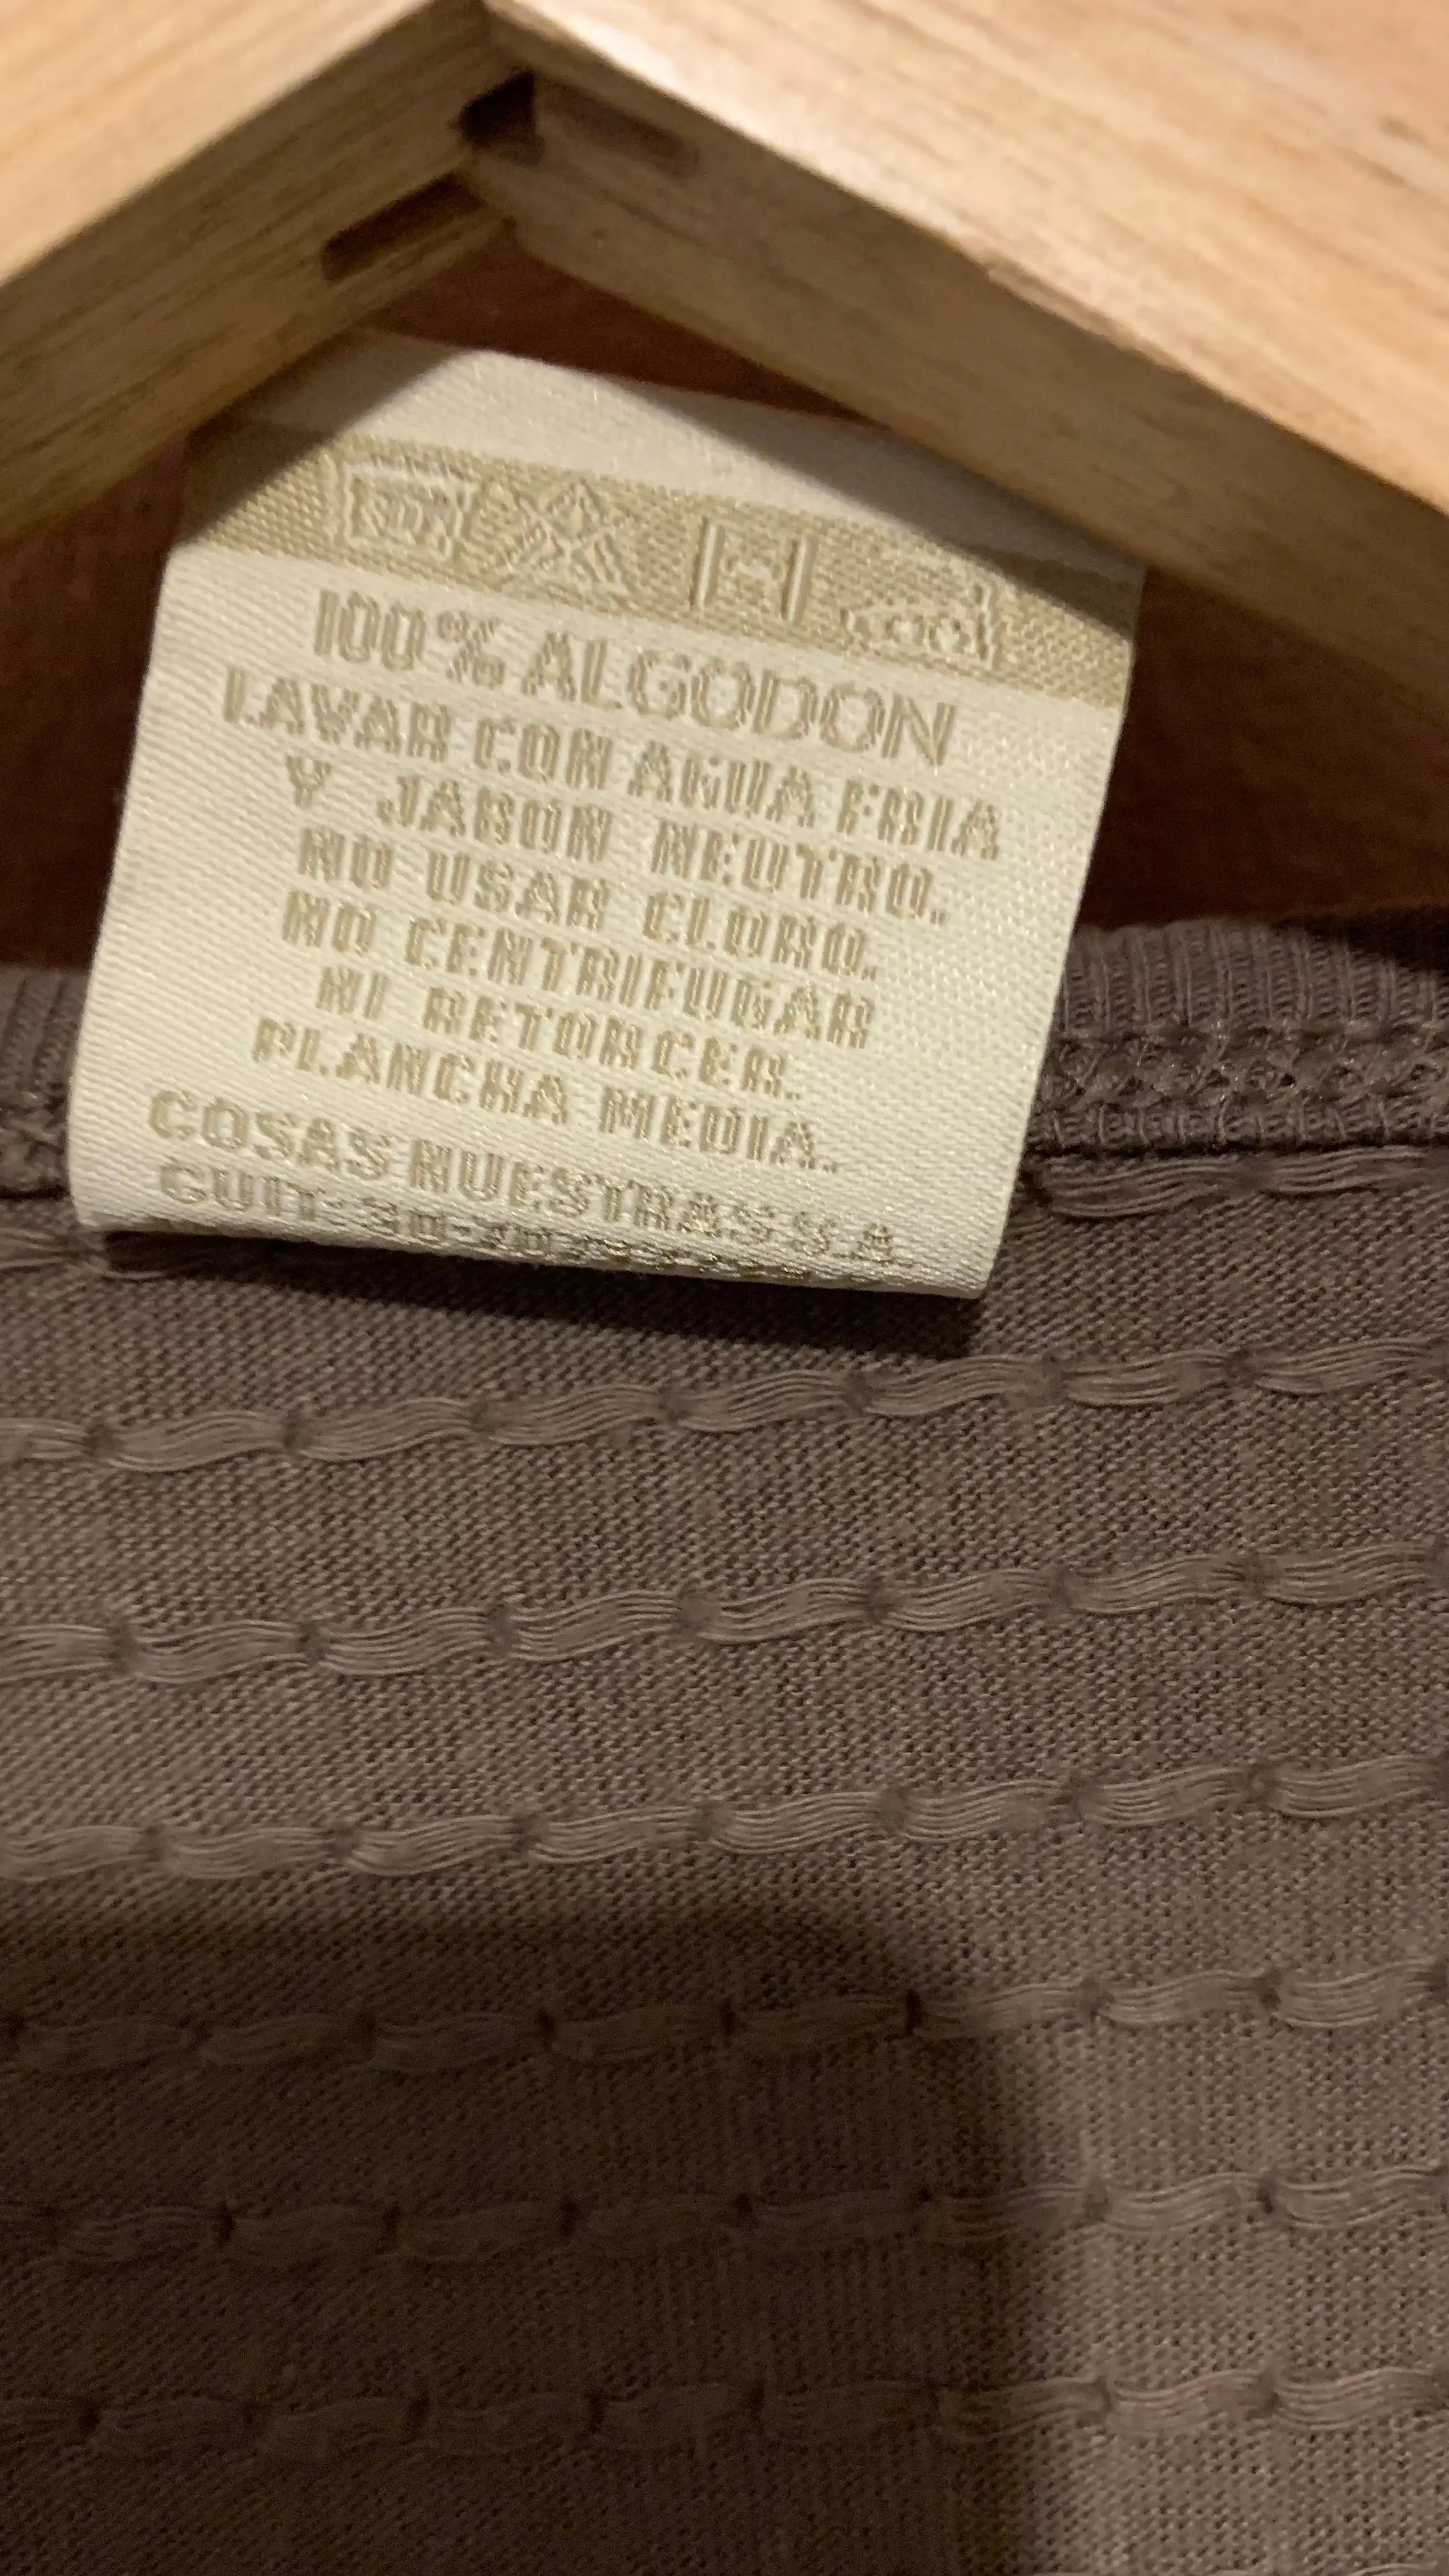 100% ALGODON
LAVAR CON AGUA FRIA
Y JABON NEUTRO.
NO USAR CLORO.
NO CENTRIFUGAR
NI RETORCER.
PLANCHA MEDIA.
COSAS NUESTRAS S.A.
CUIT: